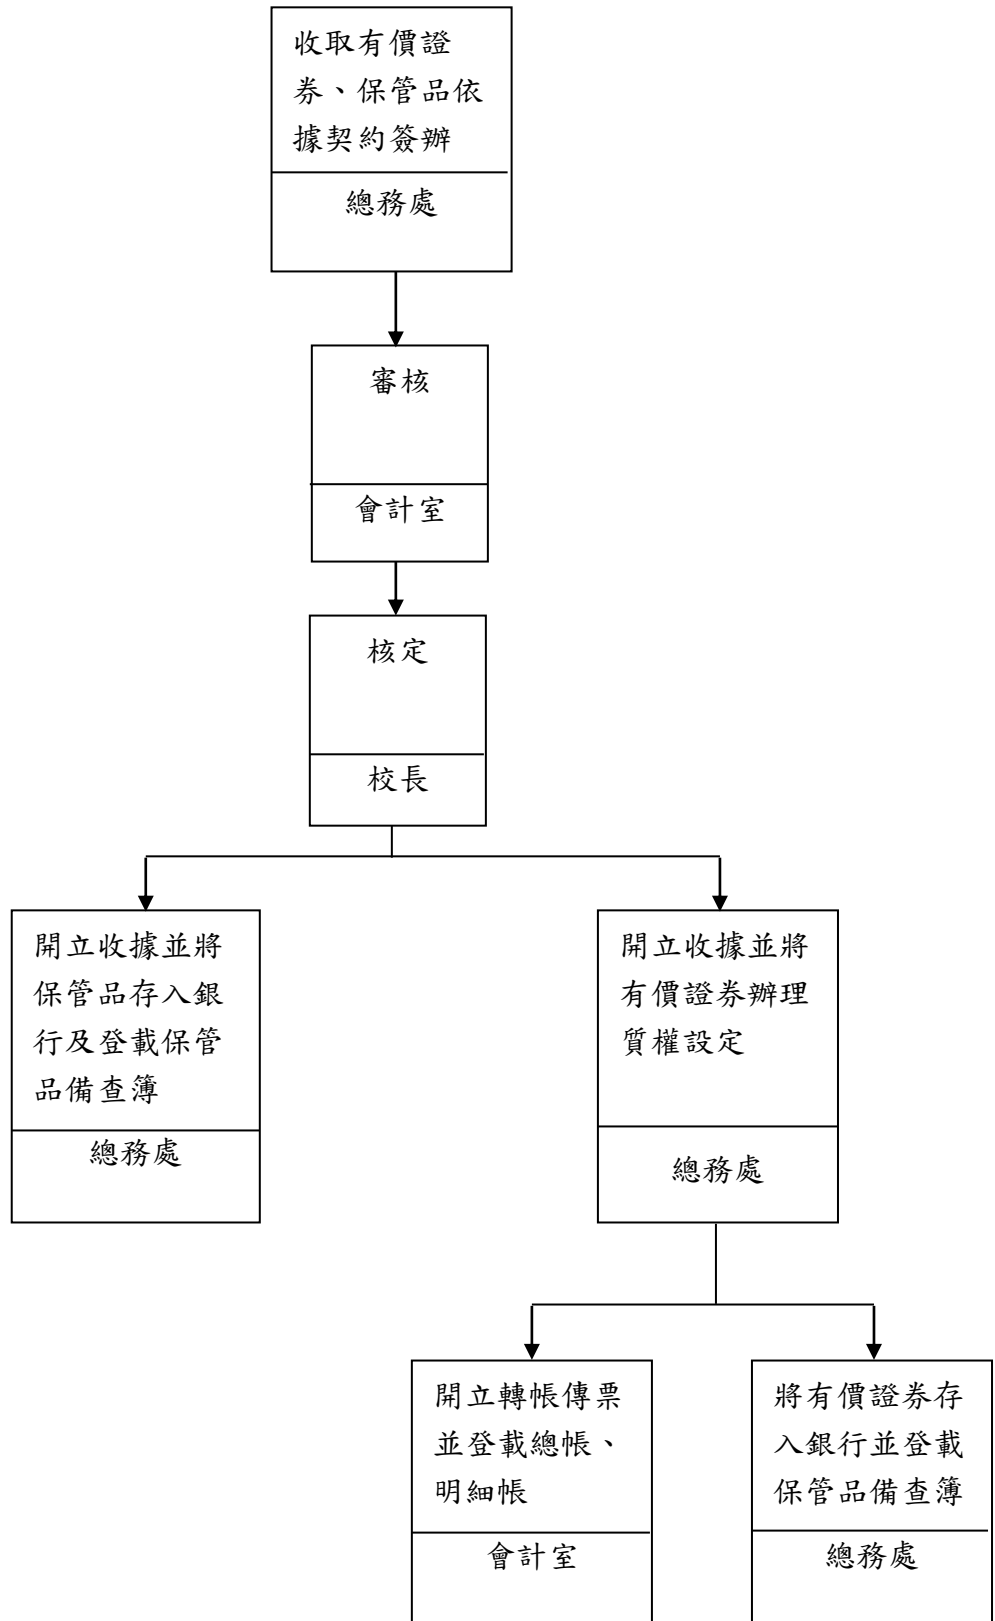 收取有價證
券、保管品依
據契約簽辦
總務處
審核
會計室
核定
校長
開立收據並將
保管品存入銀
行及登載保管
品備查簿
總務處
開立收據並將
有價證券辦理
質權設定
總務處
開立轉帳傳票
並登載總帳、
明細帳
會計室
將有價證券存
入銀行並登載
保管品備查簿
總務處